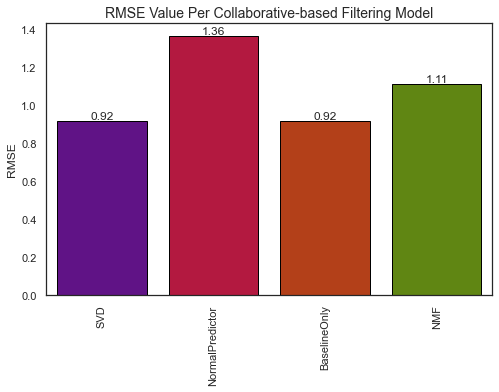 RMSE Value Per Collaborative-based Filtering Model
RMSE
1.4
1.2
1.0
0.8
0.6
0.4
0.2
0.0
0.92
1.36
0.92
1.11
SVD
NormalPredictor
BaselineOnly
NMF